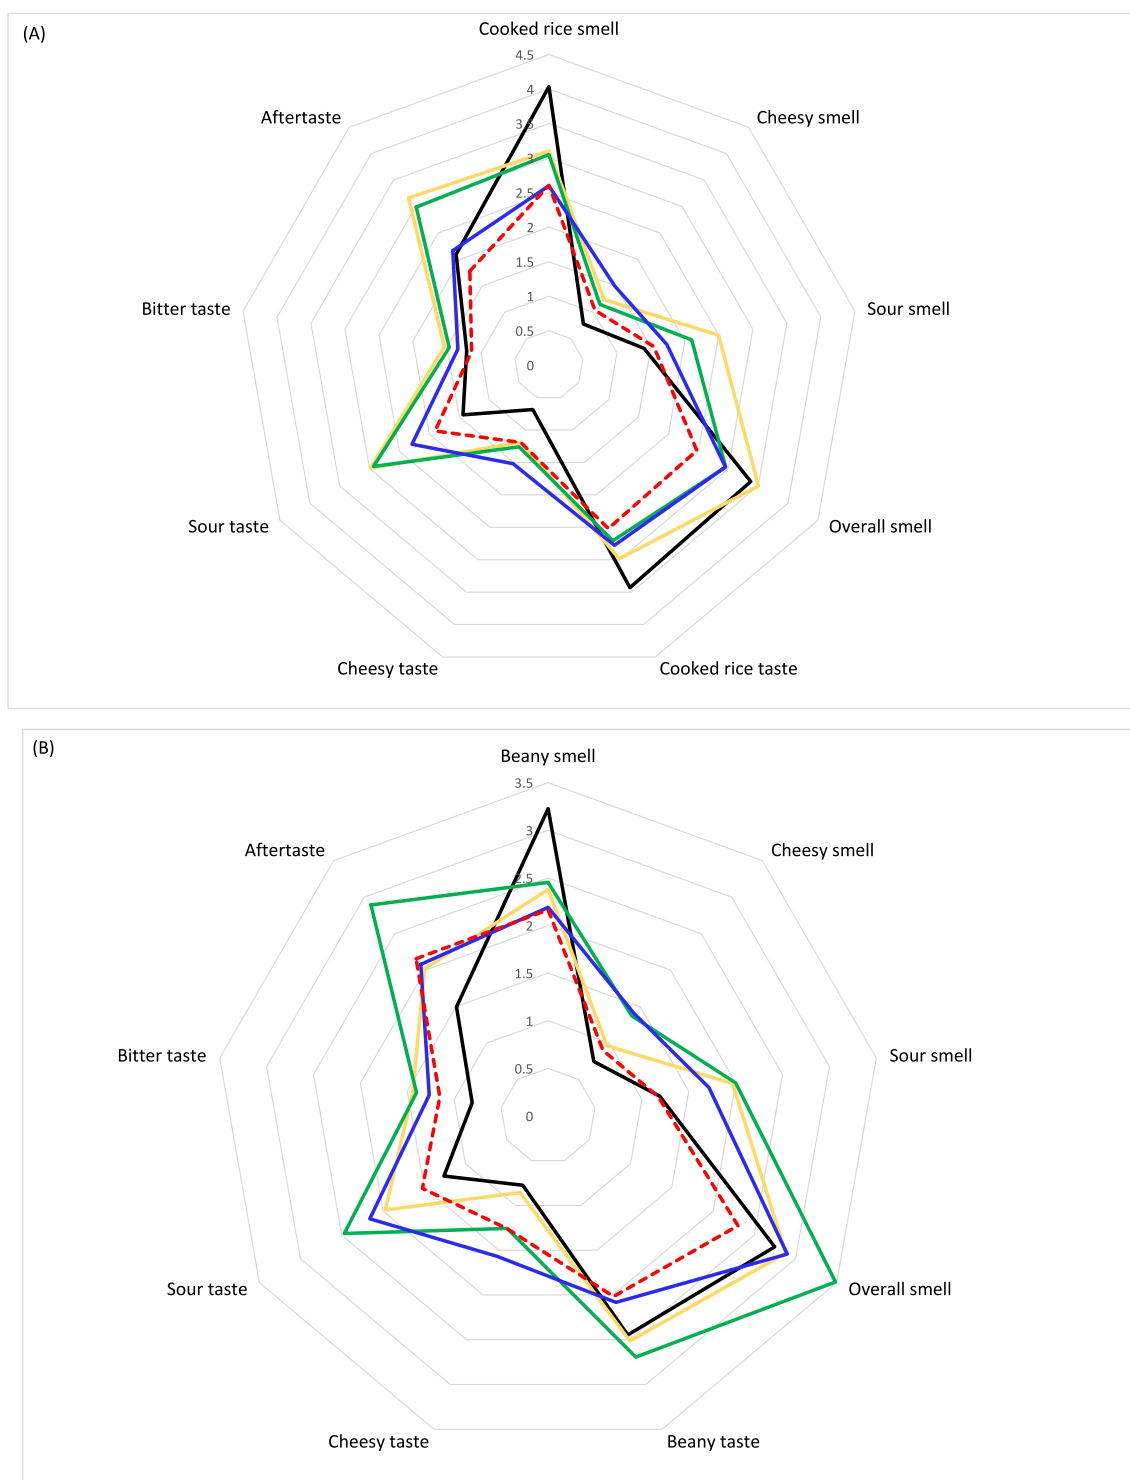 (A)
Cooked rice smell
4.5
4
3.5
3
2.5
2
1.5
1
0.5
0
Cheesy smell
Sour smell
Overall smell
Cooked rice taste
Cheesy taste
Sour taste
Bitter taste
Aftertaste
(B)
Beany smell
3.5
3
2.5
2
1.5
1
0.5
0
Cheesy smell
Sour smell
Overall smell
Beany taste
Cheesy taste
Sour taste
Bitter taste
Aftertaste